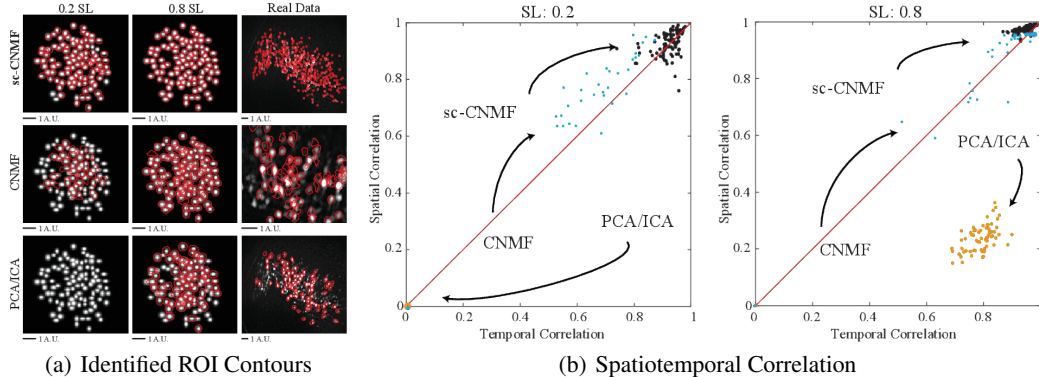 0.2 SL 0.8 SL Real Data
sc-CNMF
1 A.U. 1 A.U. 1 A.U.
CNMF
1 A.U. 1 A.U. 1 A.U.
PCA/ICA
1 A.U. 1 A.U. 1 A.U.
(a) Identified ROI Contours
SL: 0.2
Spatial Correlation
1
0.8
0.6
0.4
0.2
0
0 0.2 0.4 0.6 0.8 1
Temporal Correlation
sc-CNMF
CNMF
PCA/ICA
SL: 0.8
Spatial Correlation
1
0.8
0.6
0.4
0.2
0
0 0.2 0.4 0.6 0.8
Temporal Correlation
sc-CNMF
PCA/ICA
CNMF
(b) Spatiotemporal Correlation